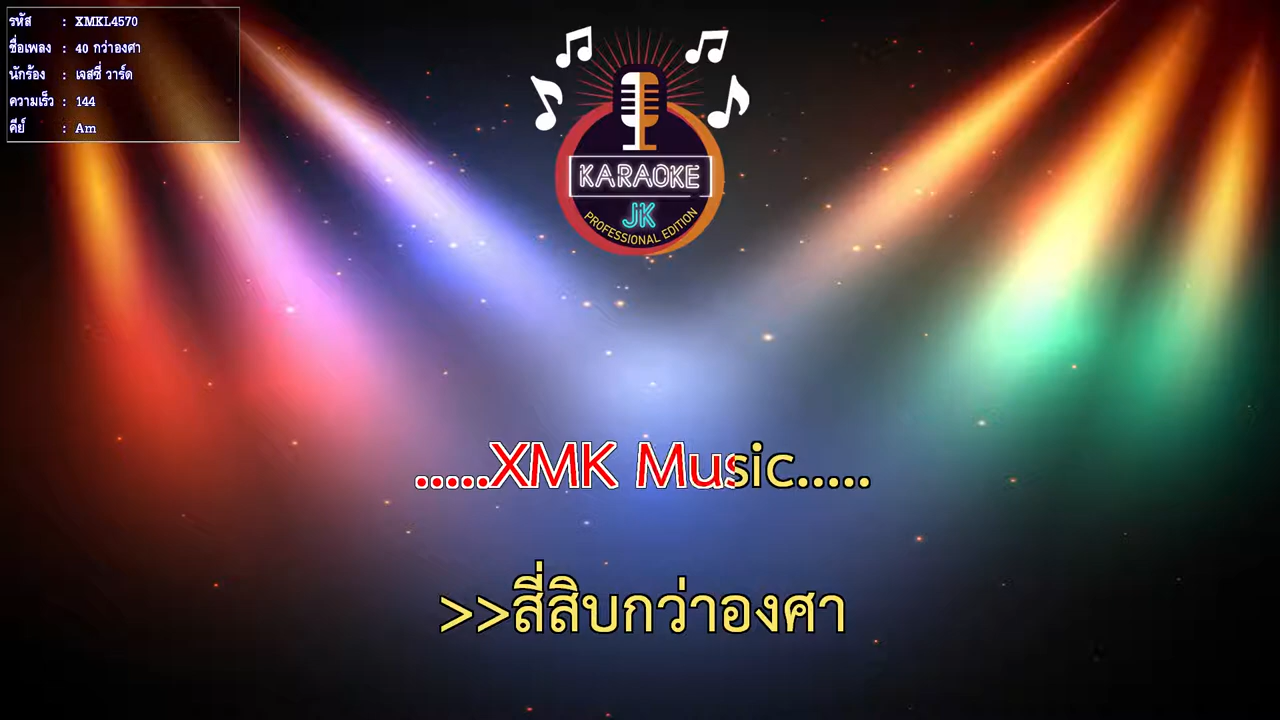 รหัส : XMKL4570
ชื่อเพลง : 40 กว่าองศา
นักร้อง : เจสซี่ วาร์ด
ความเร็ว : 144
คีย์ : Am
KARAOKE
JK
PROFESSIONAL EDITION
.....XMK Music.....
>>สี่สิบกว่าองศา